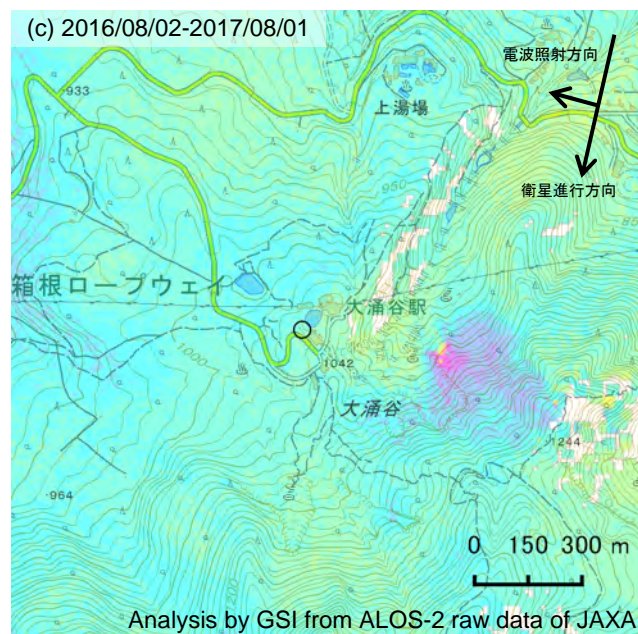 (c) 2016/08/02-2017/08/01
電波照射方向
・933
上湯場
950
衛星進行方向
箱根ロープウェイ
大涌谷駅
1000
・1042
大涌谷
・1244
・964
0 150 300 m
Analysis by GSI from ALOS-2 raw data of JAXA